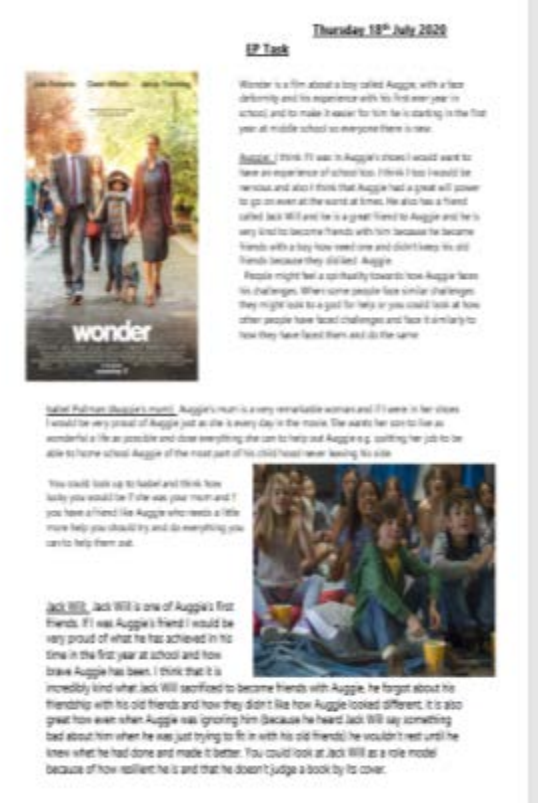 Thursday 18th July 2020
EP Task
Wonder is a film about a boy called Auggie, with a face
deformity and his experience with his first ever year in
school, and to make it easier for him he is starting in the first
year at middle school so everyone there is new.
wonder
Auggie: I think if I was in Auggie's shoes I would want to
have an experience of school too. I think I too I would be
nervous and also I think that Auggie had a great will power
to go on even at the worst at times. He also has a friend
called Jack Will and he is a great friend to Auggie and he is
very kind to become friends with him because he became
friends with a boy how need one and didn't keep his old
friends because they disliked Auggie.
People might feel a spirituality towards how Auggie faces
his challenges. When some people face similar challenges
they might look to a god for help or you could look at how
other people have faced challenges and face it similarly to
how they have faced them and do the same
Isabel Pullman (Auggie's mum): Auggie's mum is a very remarkable woman and if I were in her shoes
I would be very proud of Auggie just as she is every day in the movie. She wants her son to live as
wonderful a life as possible and dose everything she can to help out Auggie e.g. quitting her job to be
able to home school Auggie of the most part of his child hood never leaving his side.
You could look up to Isabel and think how
lucky you would be if she was your mum and if
you have a friend like Auggie who needs a little
more help you should try and do everything you
can to help them out.
Jack Will: Jack Will is one of Auggie's first
friends. If I was Auggie's friend I would be
very proud of what he has achieved in his
time in the first year at school and how
brave Auggie has been. I think that it is
incredibly kind what Jack Will sacrificed to become friends with Auggie, he forgot about his
friendship with his old friends and how they didn't like how Auggie looked different. It is also
great how even when Auggie was ignoring him (because he heard Jack Will say something
bad about him when he was just trying to fit in with his old friends) he wouldn't rest until he
knew what he had done and made it better. You could look at Jack Will as a role model
because of how resilient he is and that he doesn't judge a book by its cover.